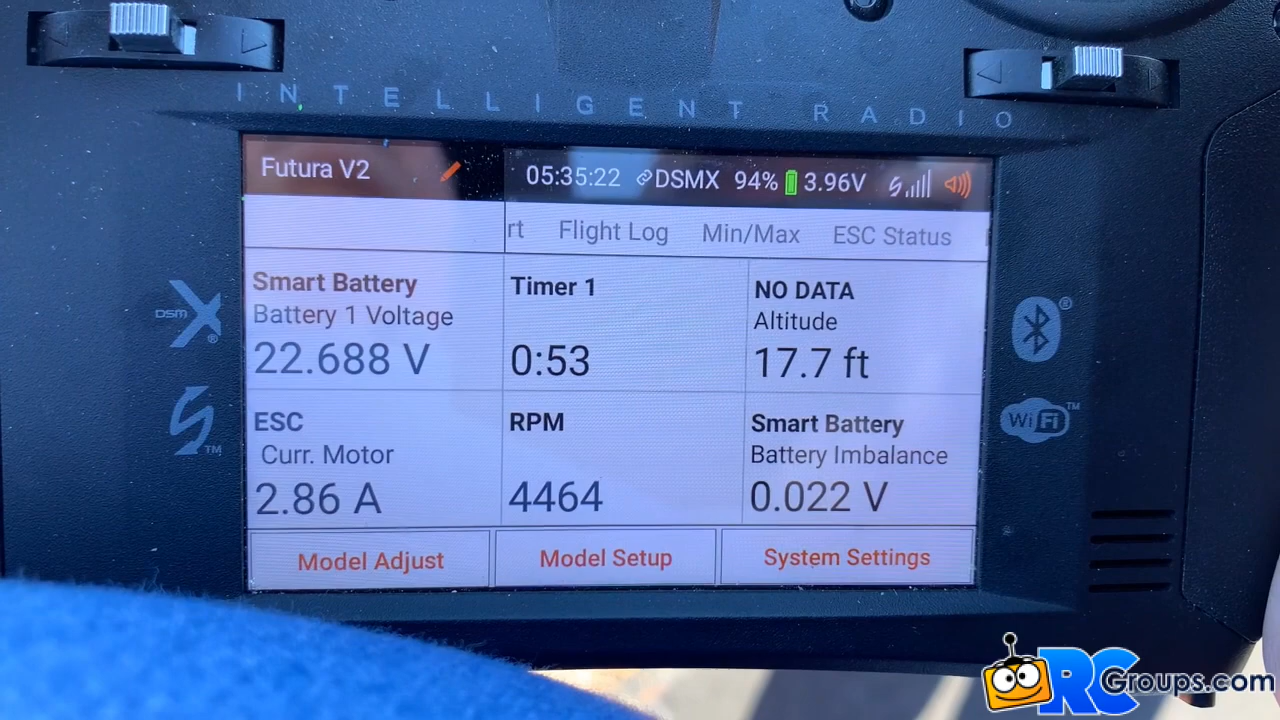 INTELLIGENT RADIO
Futura V2
05:35:22 DSMX 94% 3.96V
rt Flight Log Min/Max ESC Status
Smart Battery
Battery 1 Voltage
22.688 V
Timer 1
0:53
NO DATA
Altitude
17.7 ft
ESC
Curr. Motor
2.86 A
RPM
4464
Smart Battery
Battery Imbalance
0.022 V
Model Adjust
Model Setup
System Settings
DSM X ®
S ™
®
WiFi ™
RCGroups.com